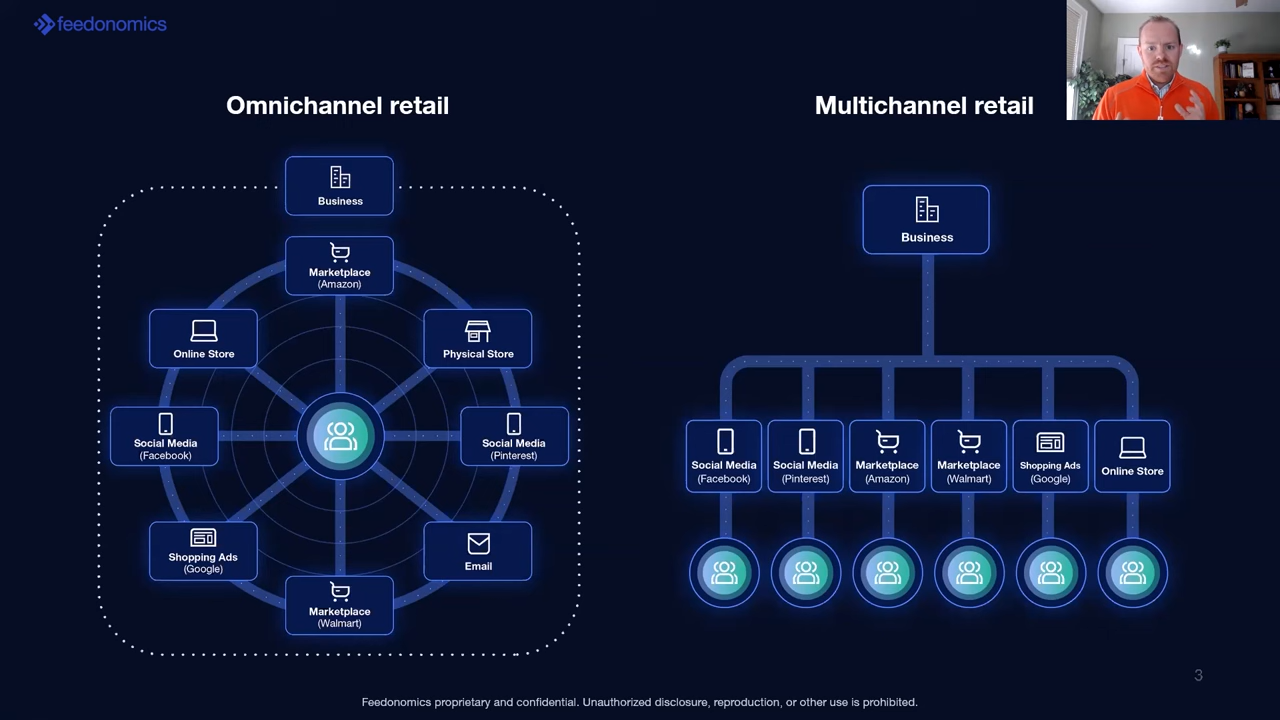 feedonomics
Omnichannel retail
Business
Marketplace
(Amazon)
Online Store
Physical Store
Social Media
(Facebook)
Social Media
(Pinterest)
Shopping Ads
(Google)
Email
Marketplace
(Walmart)
Multichannel retail
Business
Social Media
(Facebook)
Social Media
(Pinterest)
Marketplace
(Amazon)
Marketplace
(Walmart)
Shopping Ads
(Google)
Online Store
3
Feedonomics proprietary and confidential. Unauthorized disclosure, reproduction, or other use is prohibited.